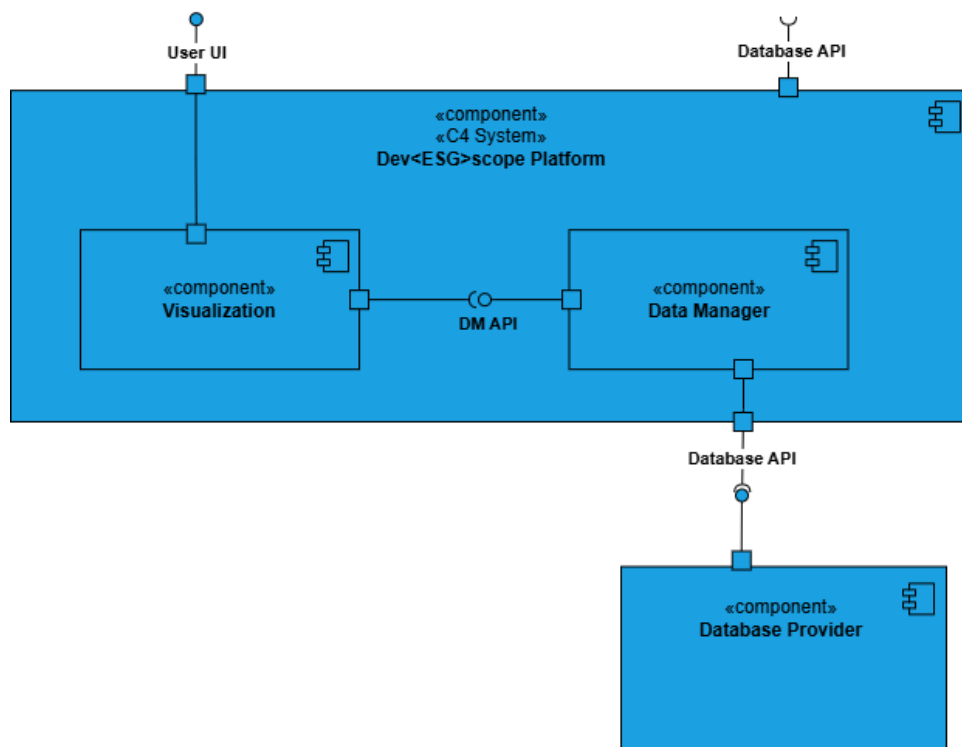 User UI
Database API
«component»
«C4 System»
Dev<ESG>scope Platform
«component»
Visualization
DM API
«component»
Data Manager
Database API
«component»
Database Provider